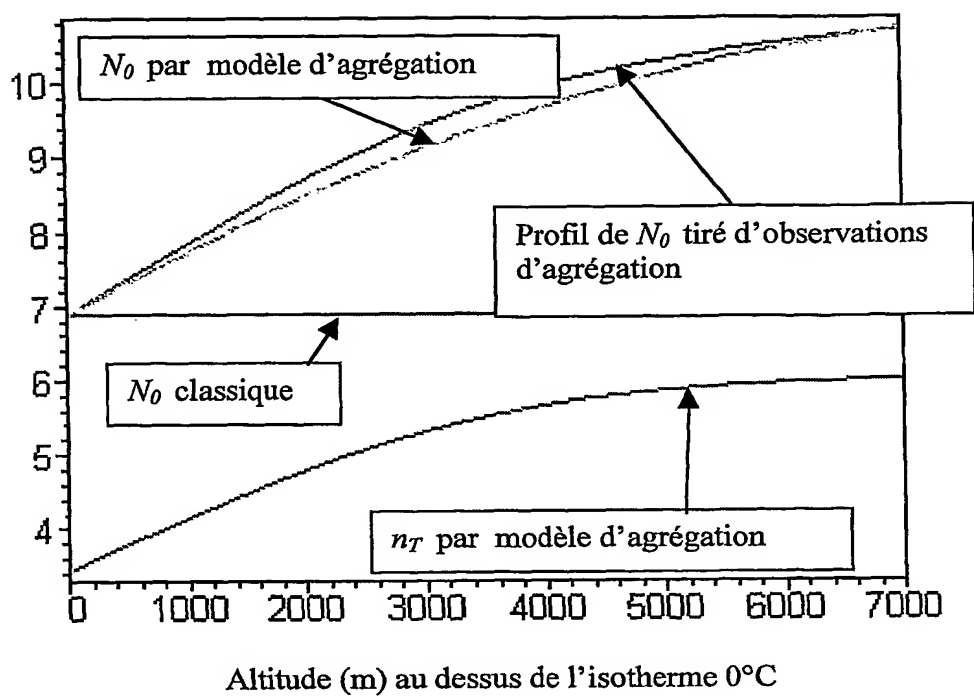 N0 par modèle d'agrégation
10
9
8
7
6
5
4
Profil de N0 tiré d'observations
d'agrégation
N0 classique
nT par modèle d'agrégation
0 1000 2000 3000 4000 5000 6000 7000
Altitude (m) au dessus de l'isotherme 0°C